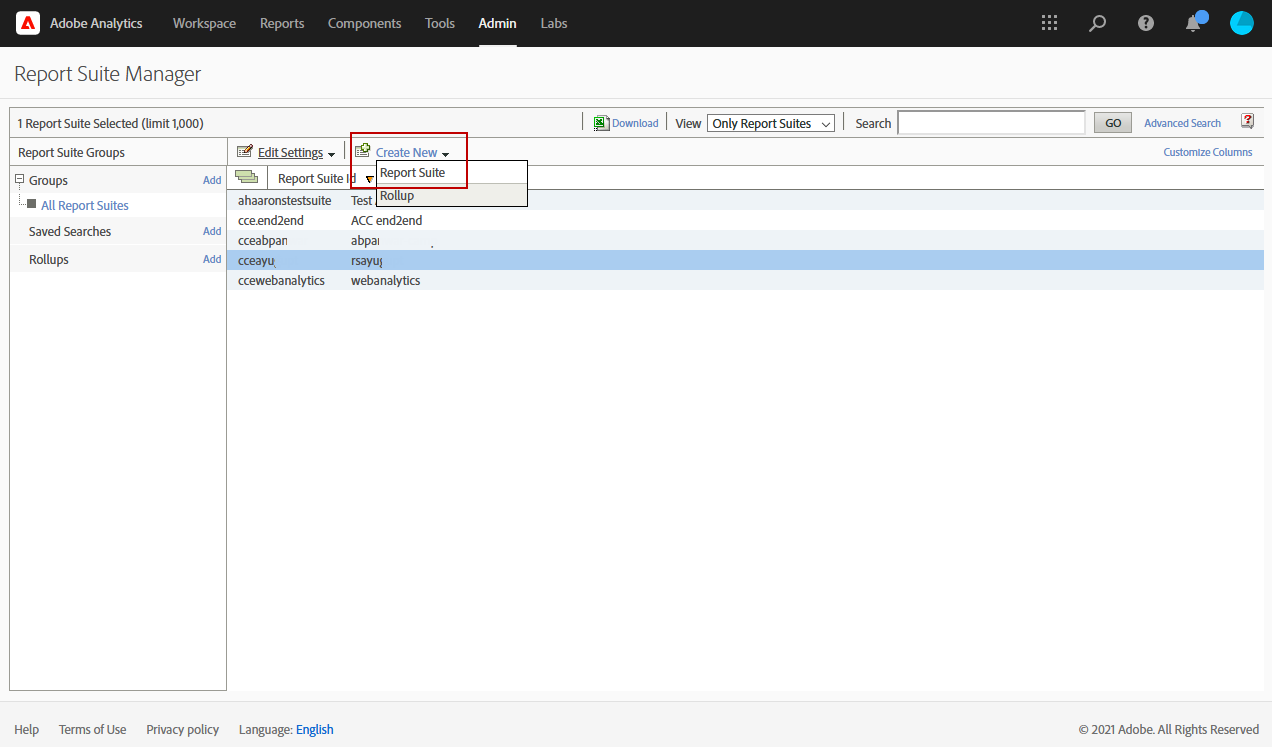 Adobe Analytics Workspace Reports Components Tools Admin Labs
Report Suite Manager
1 Report Suite Selected (limit 1,000) Download View Only Report Suites Search GO Advanced Search
Report Suite Groups Edit Settings Create New Customize Columns
Groups Add Report Suite Id Report Suite
All Report Suites ahaaronstestsuite Test Rollup
cce.end2end ACC end2end
Saved Searches Add cceabpan abpan
Rollups Add cceayu rsayug
ccewebanalytics webanalytics
Help Terms of Use Privacy policy Language: English © 2021 Adobe. All Rights Reserved